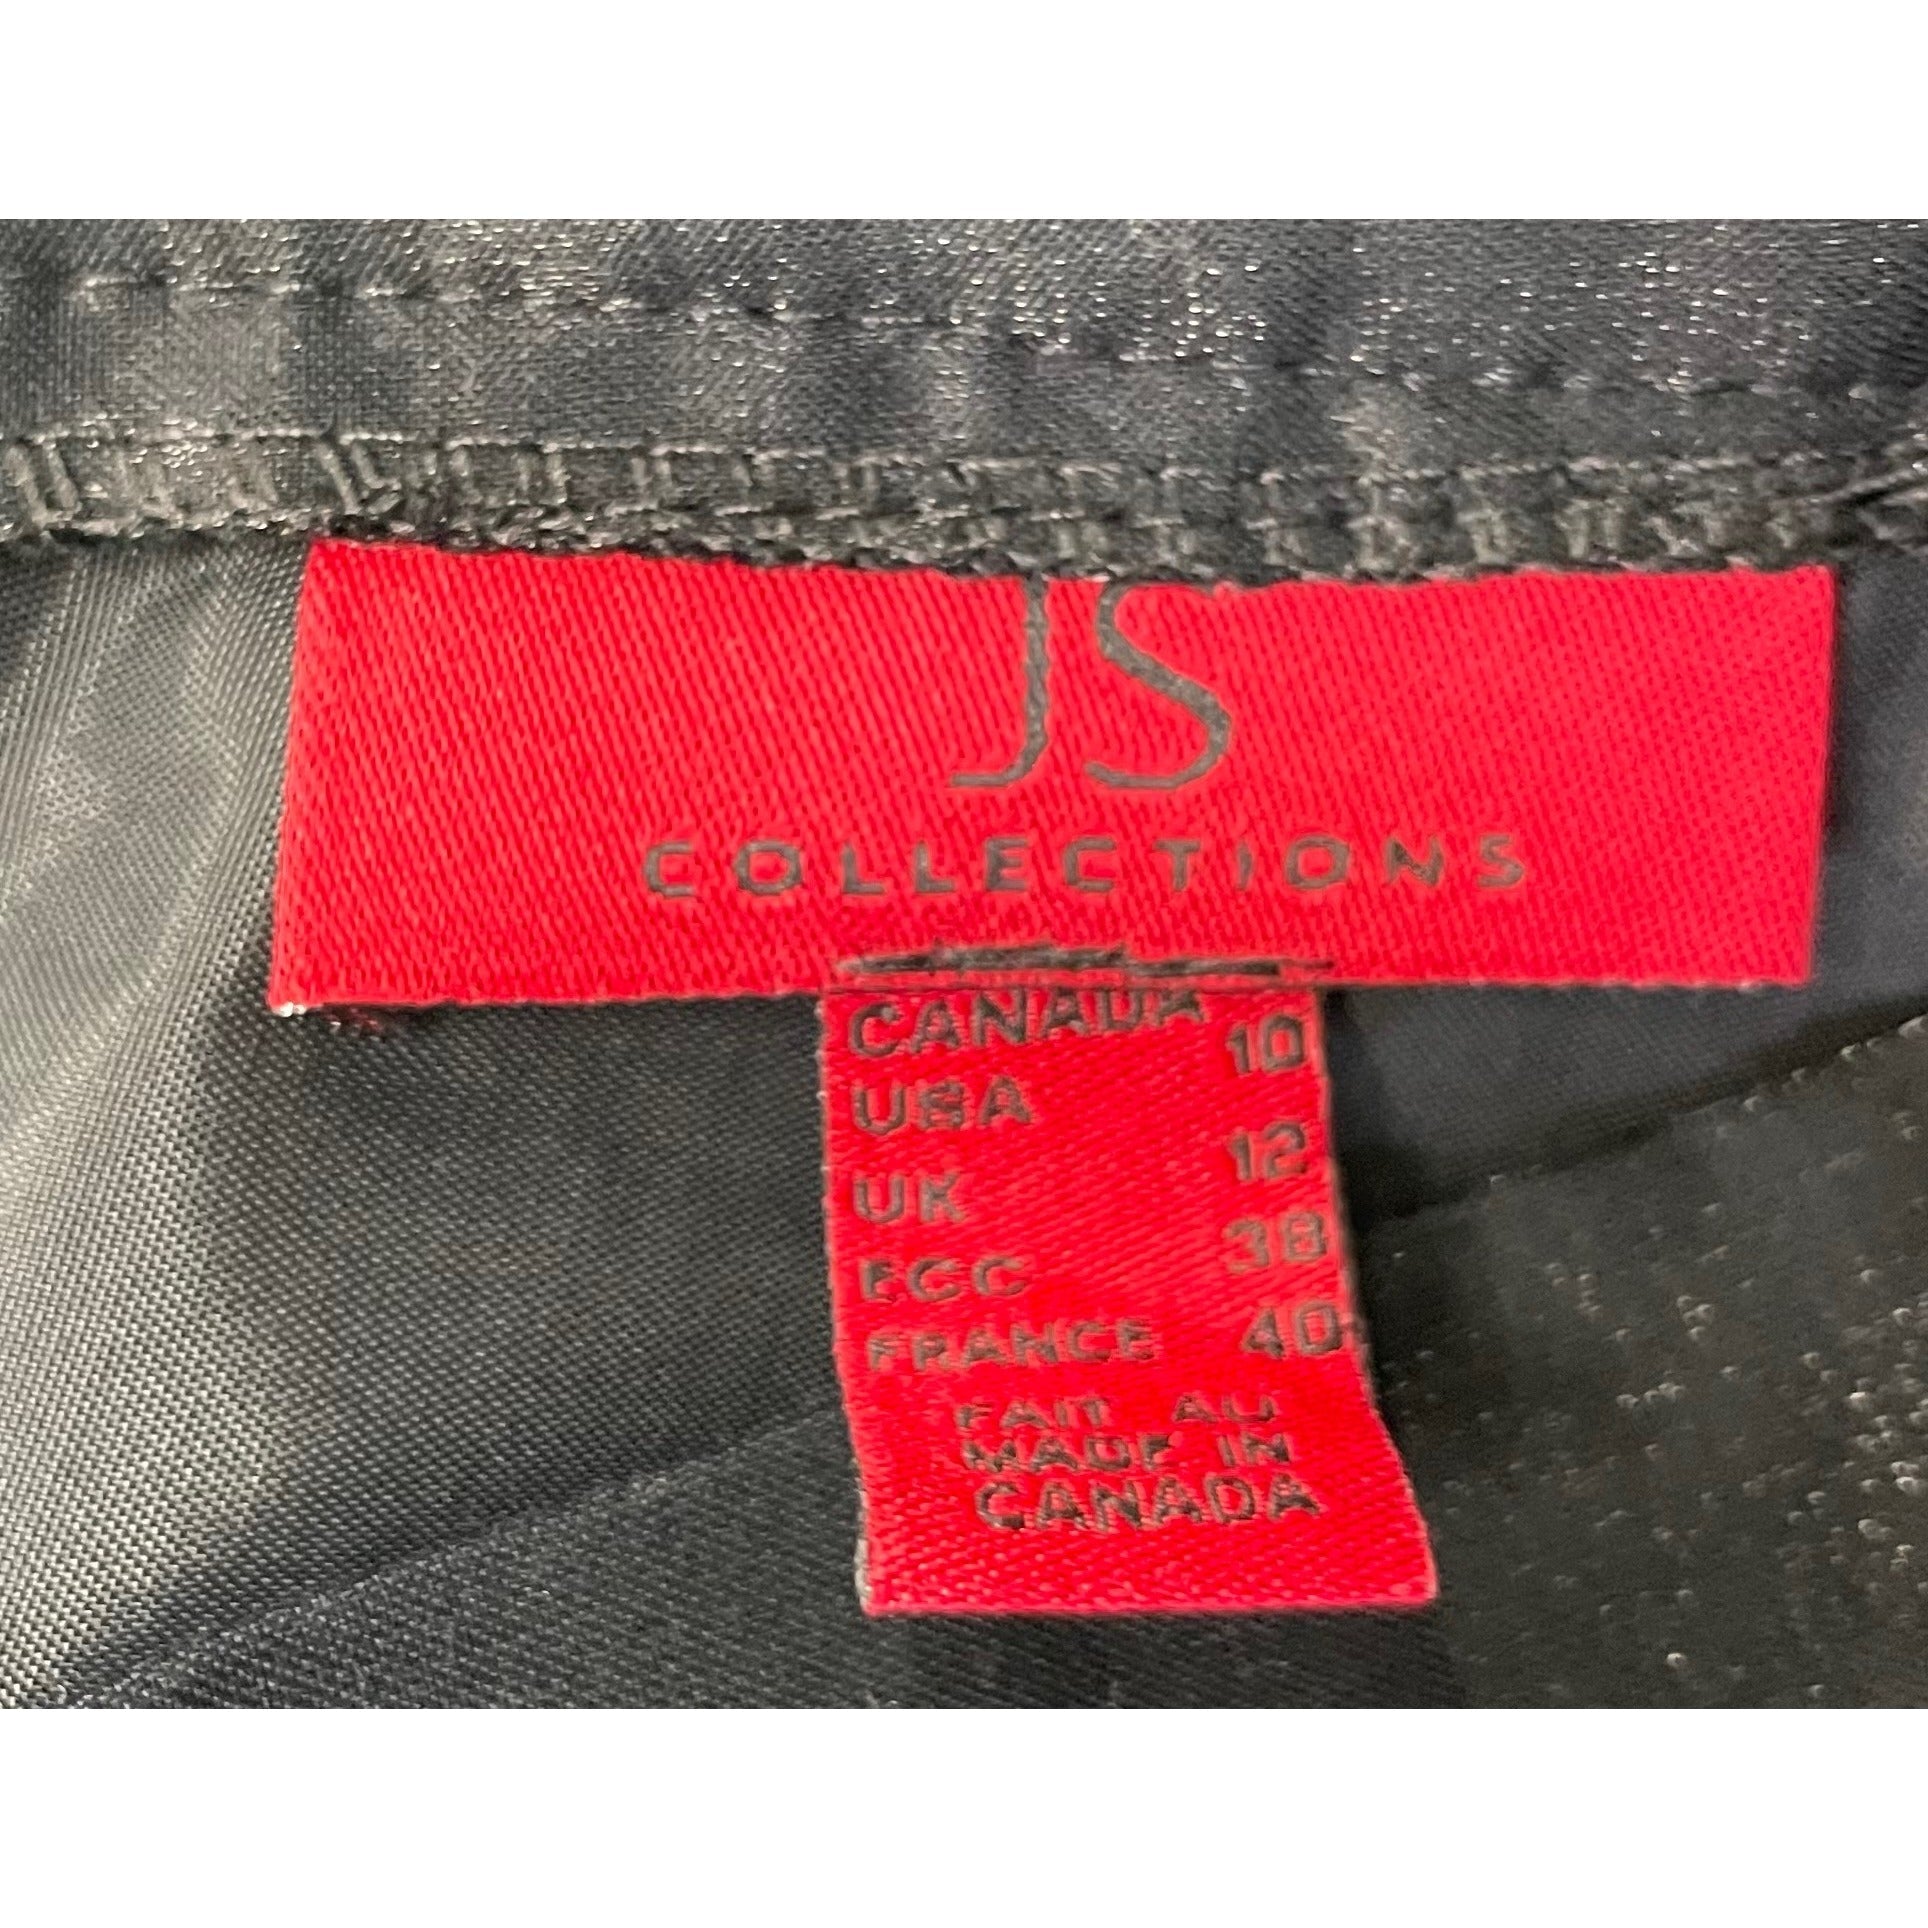 JS
COLLECTIONS
CANADA
USA 10
UK 12
ECC 38
FRANCE 40
FAIT AU
MADE IN
CANADA